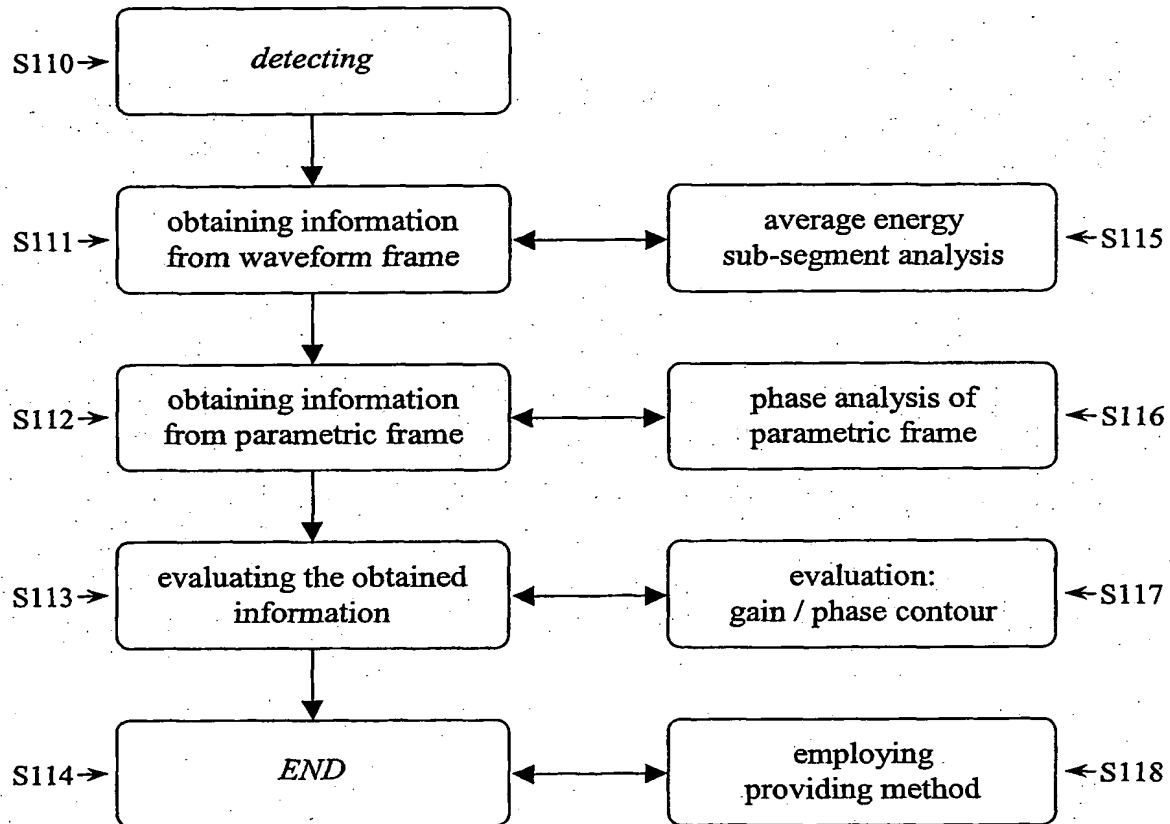 S110
detecting
S111
obtaining information
from waveform frame
average energy
sub-segment analysis
S115
S112
obtaining information
from parametric frame
phase analysis of
parametric frame
S116
S113
evaluating the obtained
information
evaluation:
gain / phase contour
S117
S114
END
employing
providing method
S118